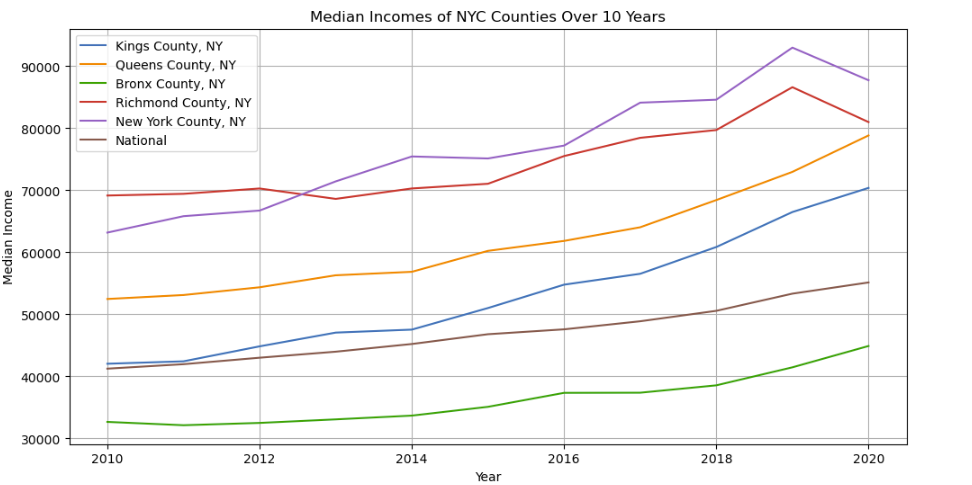 Median Incomes of NYC Counties Over 10 Years
Kings County, NY
Queens County, NY
Bronx County, NY
Richmond County, NY
New York County, NY
National
90000
80000
70000
60000
50000
40000
30000
Median Income
2010 2012 2014 2016 2018 2020
Year